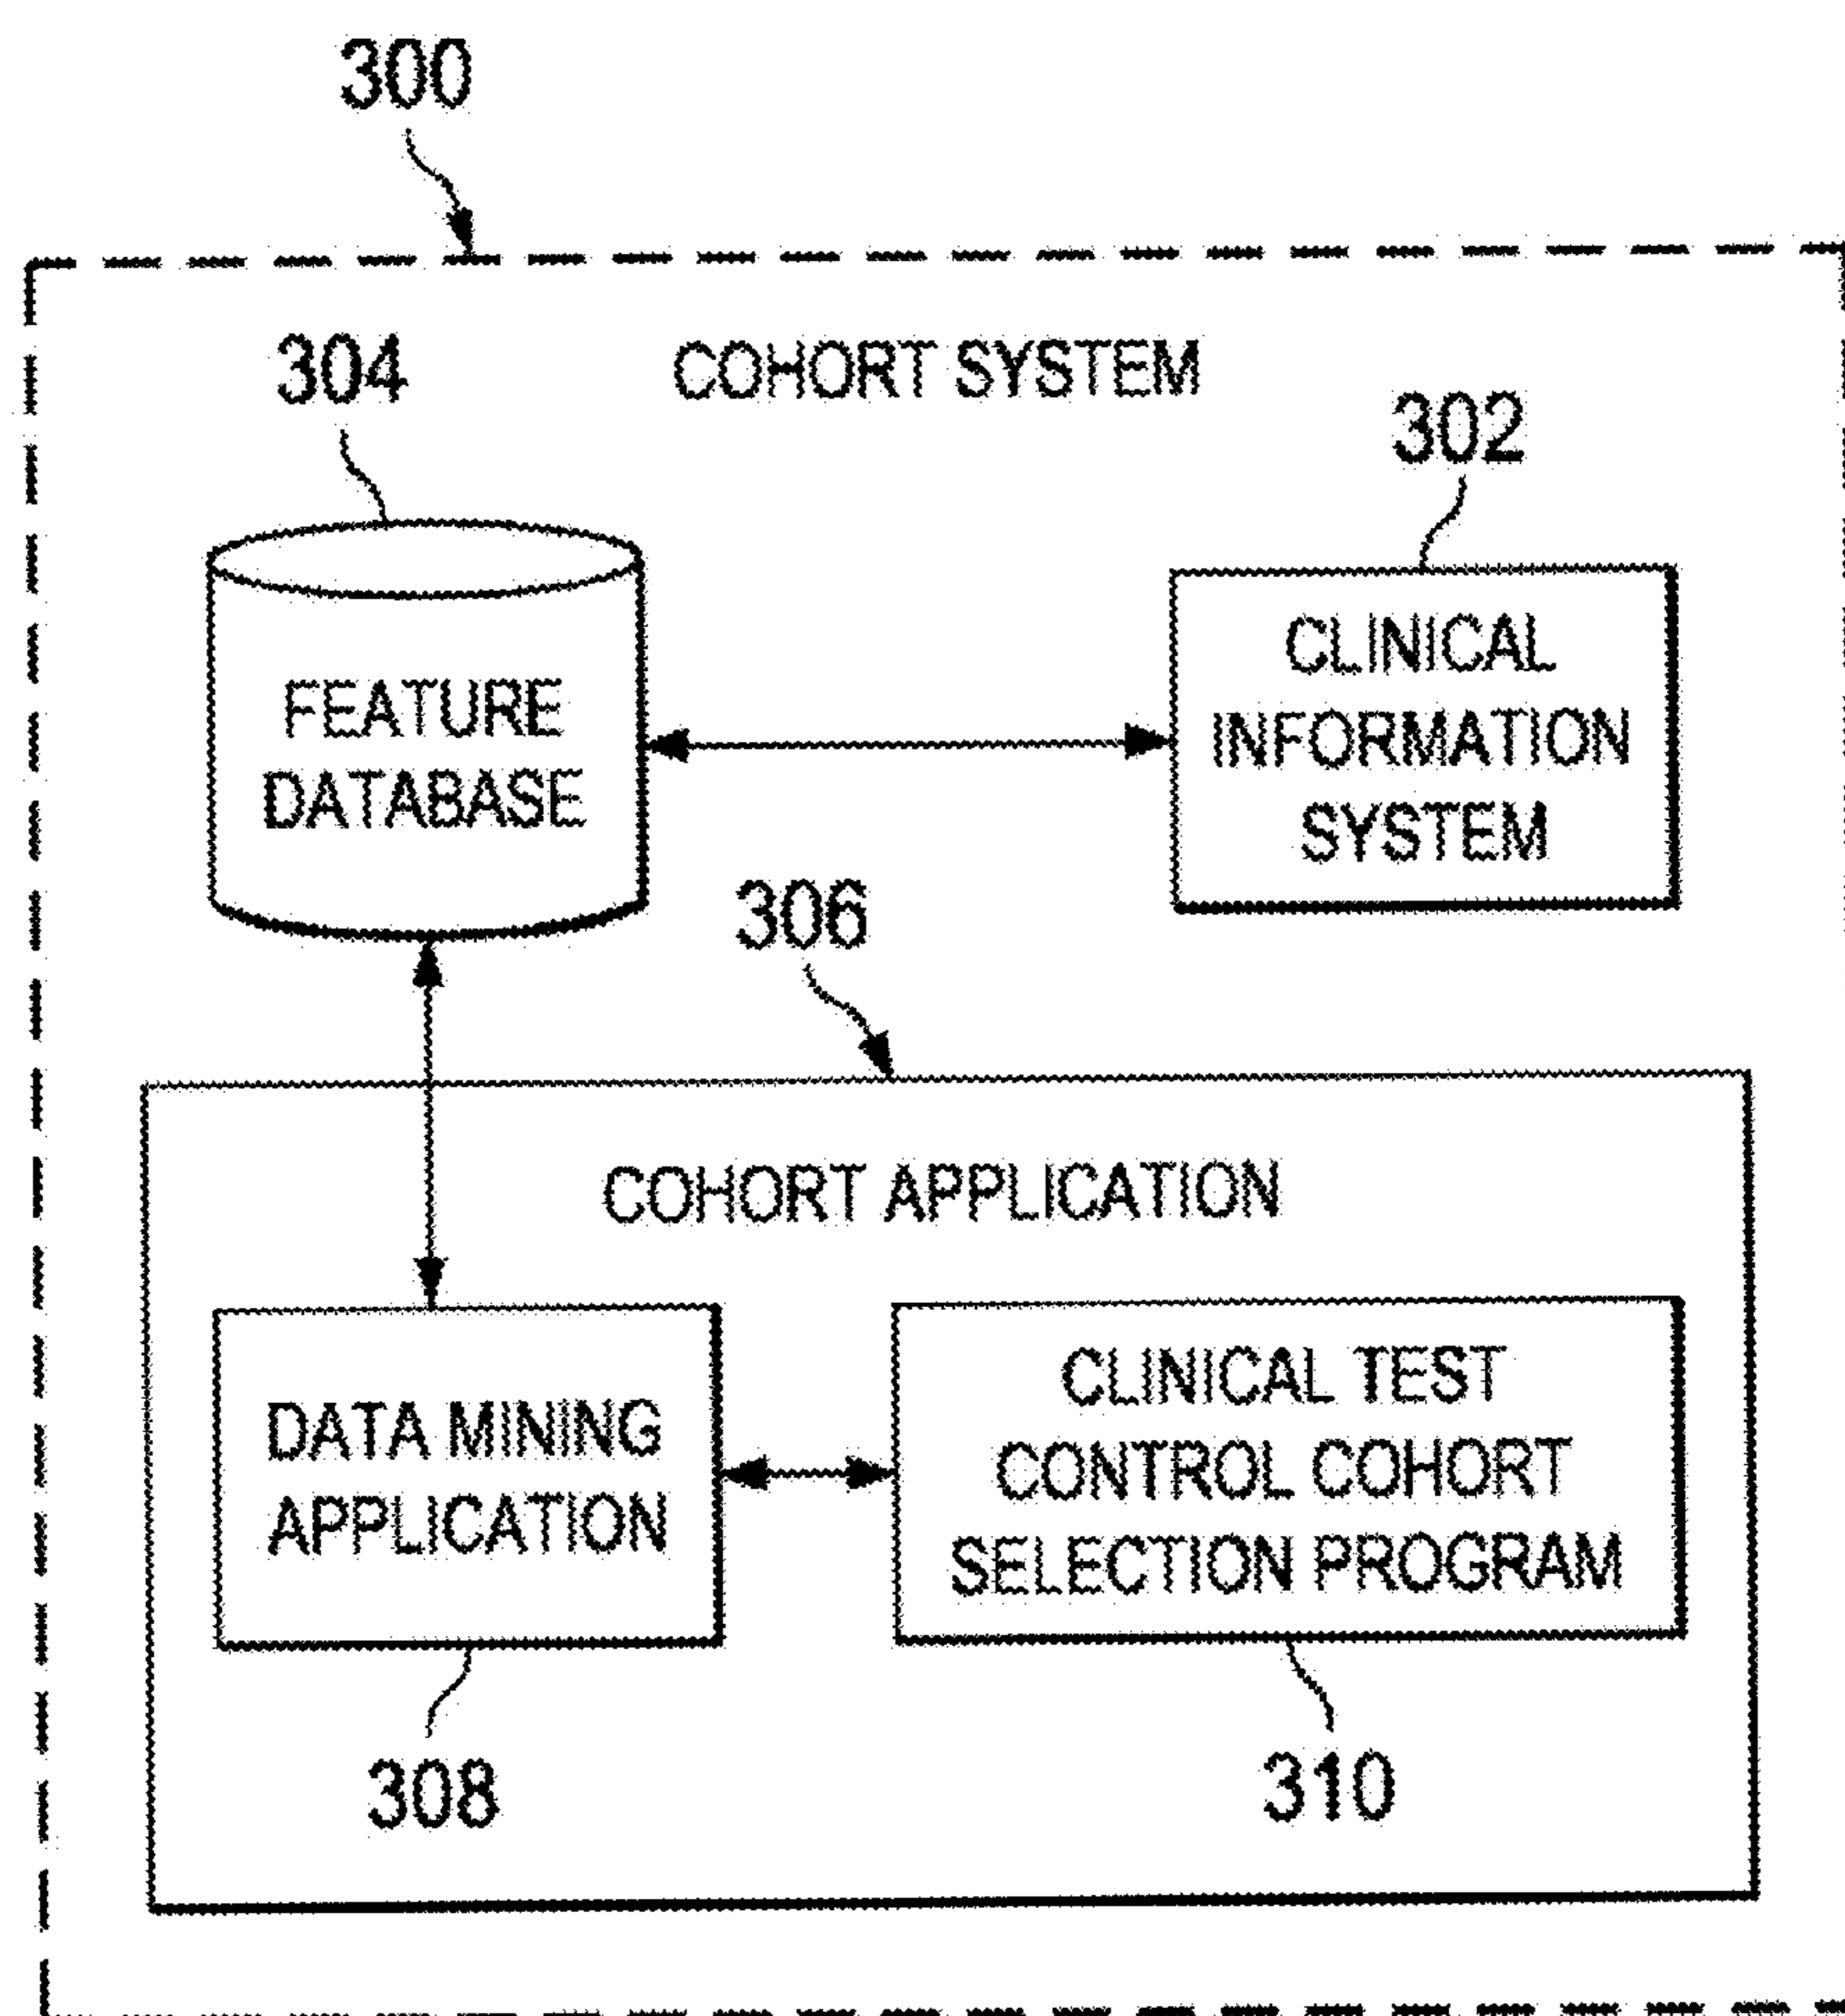 300
304
COHORT SYSTEM
302
FEATURE
DATABASE
CLINICAL
INFORMATION
SYSTEM
306
COHORT APPLICATION
DATA MINING
APPLICATION
CLINICAL TEST
CONTROL COHORT
SELECTION PROGRAM
308
310